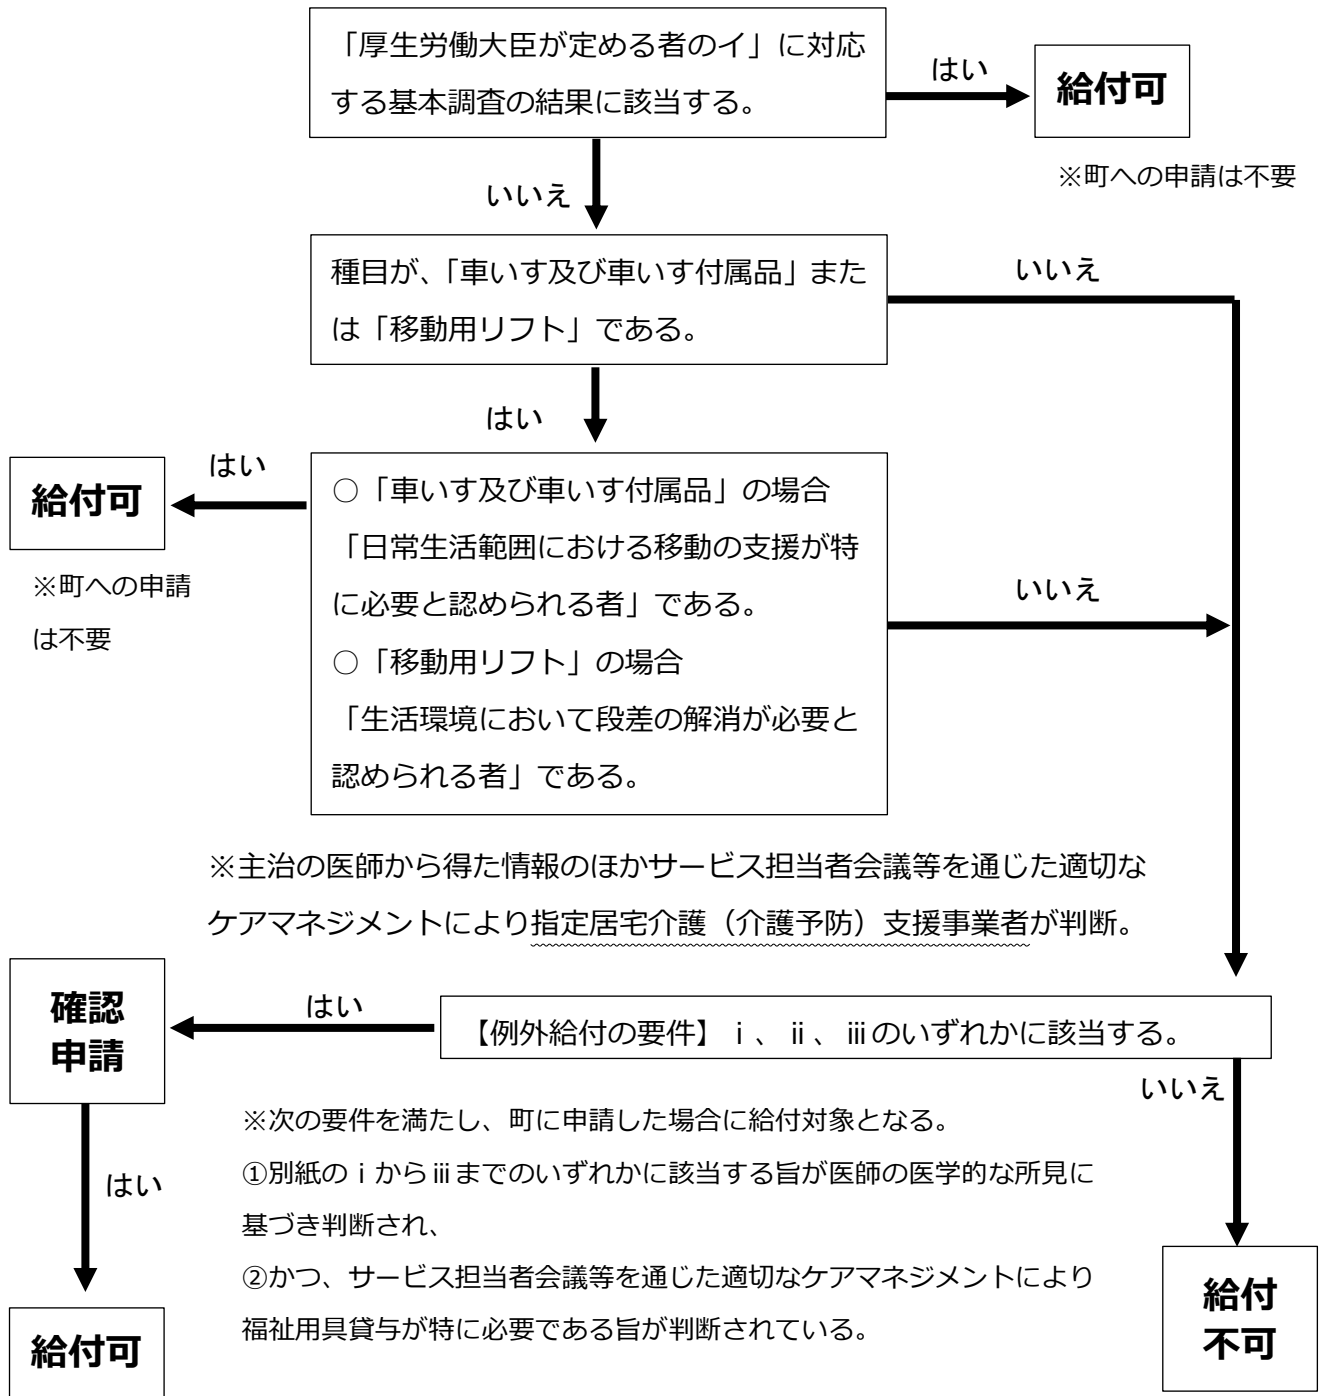 「厚生労働大臣が定める者のイ」に対応
する基本調査の結果に該当する。
はい
給付可
※町への申請は不要
いいえ
種目が、「車いす及び車いす付属品」また
は「移動用リフト」である。
いいえ
はい
はい
給付可
※町への申請
は不要
○「車いす及び車いす付属品」の場合
「日常生活範囲における移動の支援が特
に必要と認められる者」である。
○「移動用リフト」の場合
「生活環境において段差の解消が必要と
認められる者」である。
いいえ
※主治の医師から得た情報のほかサービス担当者会議等を通じた適切な
ケアマネジメントにより指定居宅介護（介護予防）支援事業者が判断。
【例外給付の要件】ⅰ、ⅱ、ⅲのいずれかに該当する。
はい
確認
申請
いいえ
※次の要件を満たし、町に申請した場合に給付対象となる。
①別紙のⅰからⅲまでのいずれかに該当する旨が医師の医学的な所見に
基づき判断され、
②かつ、サービス担当者会議等を通じた適切なケアマネジメントにより
福祉用具貸与が特に必要である旨が判断されている。
はい
給付可
給付
不可